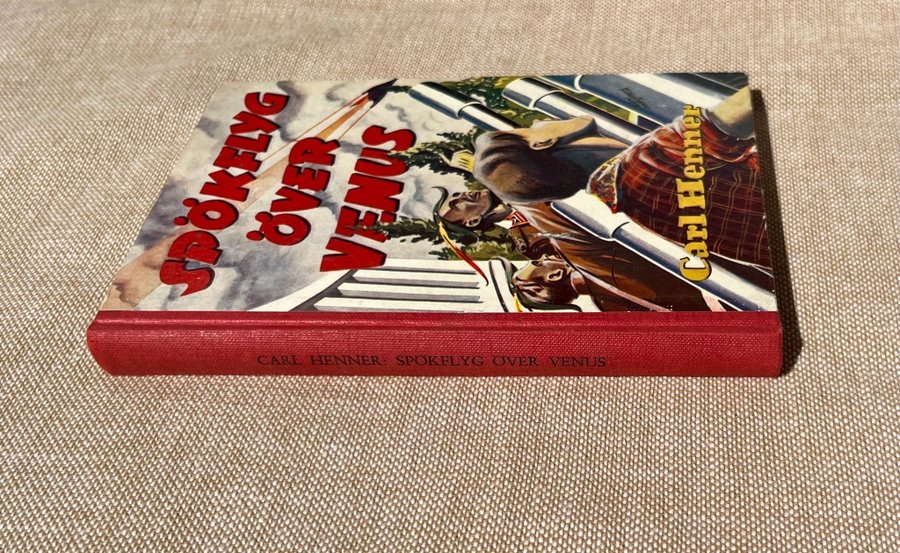 SPÖKFLYG
ÖVER
VENUS
Carl Henner
CARL HENNER: SPÖKFLYG ÖVER VENUS